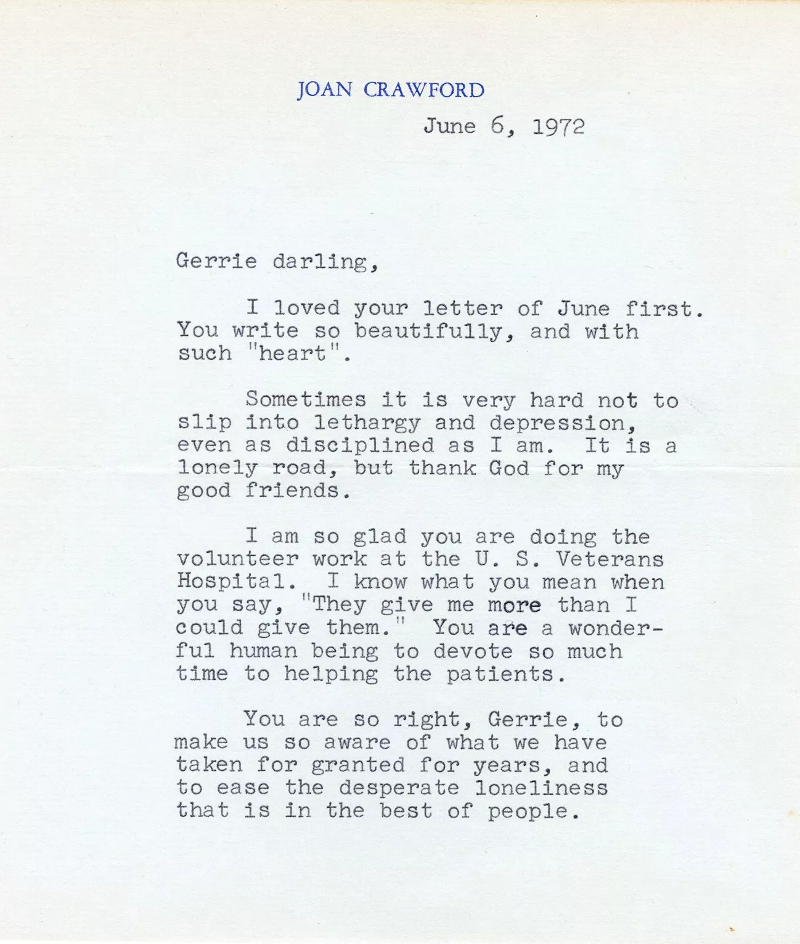 JOAN CRAWFORD
June 6, 1972
Gerrie darling,
I loved your letter of June first.
You write so beautifully, and with
such "heart".
Sometimes it is very hard not to
slip into lethargy and depression,
even as disciplined as I am. It is a
lonely road, but thank God for my
good friends.
I am so glad you are doing the
volunteer work at the U. S. Veterans
Hospital. I know what you mean when
you say, "They give me more than I
could give them." You are a wonder-
ful human being to devote so much
time to helping the patients.
You are so right, Gerrie, to
make us so aware of what we have
taken for granted for years, and
to ease the desperate loneliness
that is in the best of people.